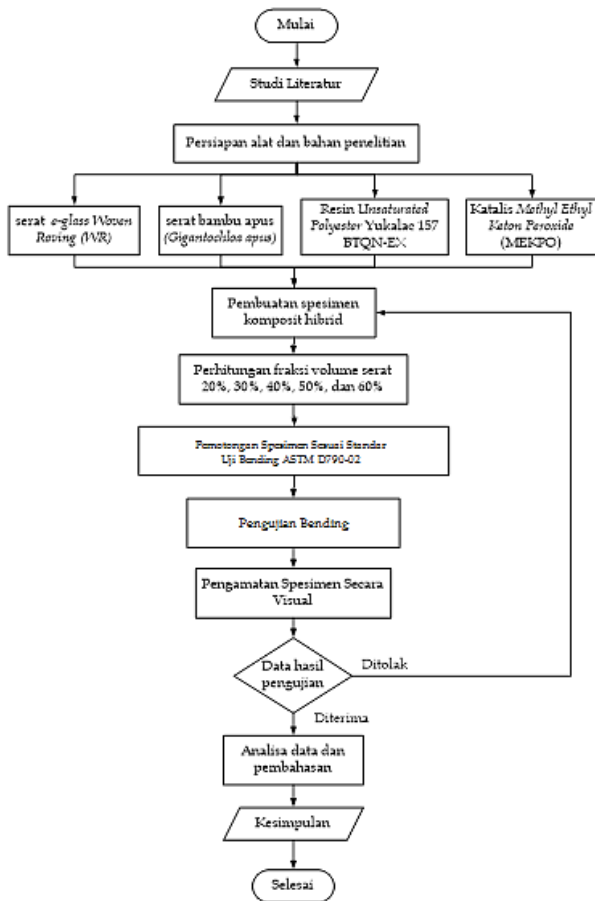 Mulai
Studi Literatur
Persiapan alat dan bahan penelitian
serat e-glass Woven
Roving (WR)
serat bambu apus
(Gigantochloa apus)
Resin Unsaturated
Polyester Yukalac 157
BTQN-EX
Katalis Methyl Ethyl
Keton Peroxide
(MEKPO)
Pembuatan spesimen
komposit hibrid
Perhitungan fraksi volume serat
20%, 30%, 40%, 50%, dan 60%
Pemotongan Spesimen Sesuai Standar
Uji Bending ASTM D790-02
Pengujian Bending
Pengamatan Spesimen Secara
Visual
Data hasil
pengujian
Ditolak
Diterima
Analisa data dan
pembahasan
Kesimpulan
Selesai